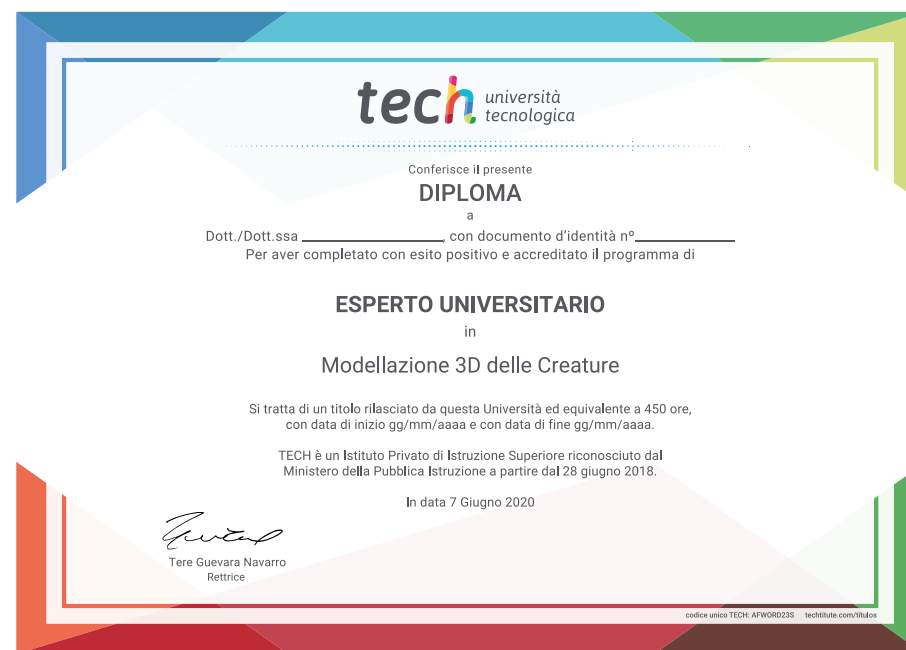 tech università
tecnologica
Conferisce il presente
DIPLOMA
a
Dott./Dott.ssa ____________, con documento d'identità nº____________
Per aver completato con esito positivo e accreditato il programma di
ESPERTO UNIVERSITARIO
in
Modellazione 3D delle Creature
Si tratta di un titolo rilasciato da questa Università ed equivalente a 450 ore,
con data di inizio gg/mm/aaaa e con data di fine gg/mm/aaaa.
TECH è un Istituto Privato di Istruzione Superiore riconosciuto dal
Ministero della Pubblica Istruzione a partire dal 28 giugno 2018.
In data 7 Giugno 2020
Tere Guevara Navarro
Rettrice
codice unico TECH: AFWORD23S techtitute.com/titulos